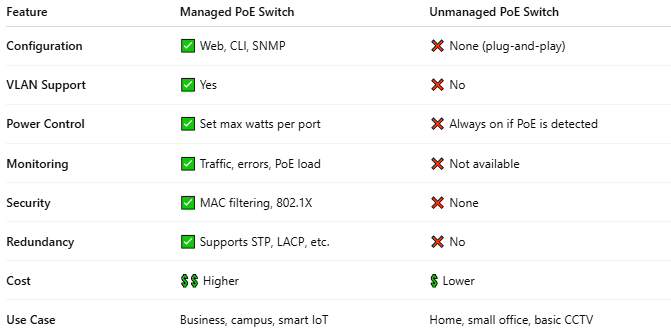 Feature Managed PoE Switch Unmanaged PoE Switch
Configuration ✅ Web, CLI, SNMP ❌ None (plug-and-play)
VLAN Support ✅ Yes ❌ No
Power Control ✅ Set max watts per port ❌ Always on if PoE is detected
Monitoring ✅ Traffic, errors, PoE load ❌ Not available
Security ✅ MAC filtering, 802.1X ❌ None
Redundancy ✅ Supports STP, LACP, etc. ❌ No
Cost 💲💲 Higher 💲 Lower
Use Case Business, campus, smart IoT Home, small office, basic CCTV